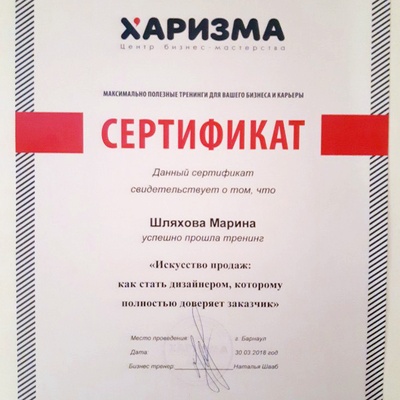 ХАРИЗМА
Центр бизнес-мастерства
МАКСИМАЛЬНО ПОЛЕЗНЫЕ ТРЕНИНГИ ДЛЯ ВАШЕГО БИЗНЕСА И КАРЬЕРЫ
СЕРТИФИКАТ
Данный сертификат
свидетельствует о том, что
Шляхова Марина
успешно прошла тренинг
«Искусство продаж:
как стать дизайнером, которому
полностью доверяет заказчик»
Место проведения г. Барнаул
Дата 30.03.2018 год
Бизнес тренер: Наталья Шааб